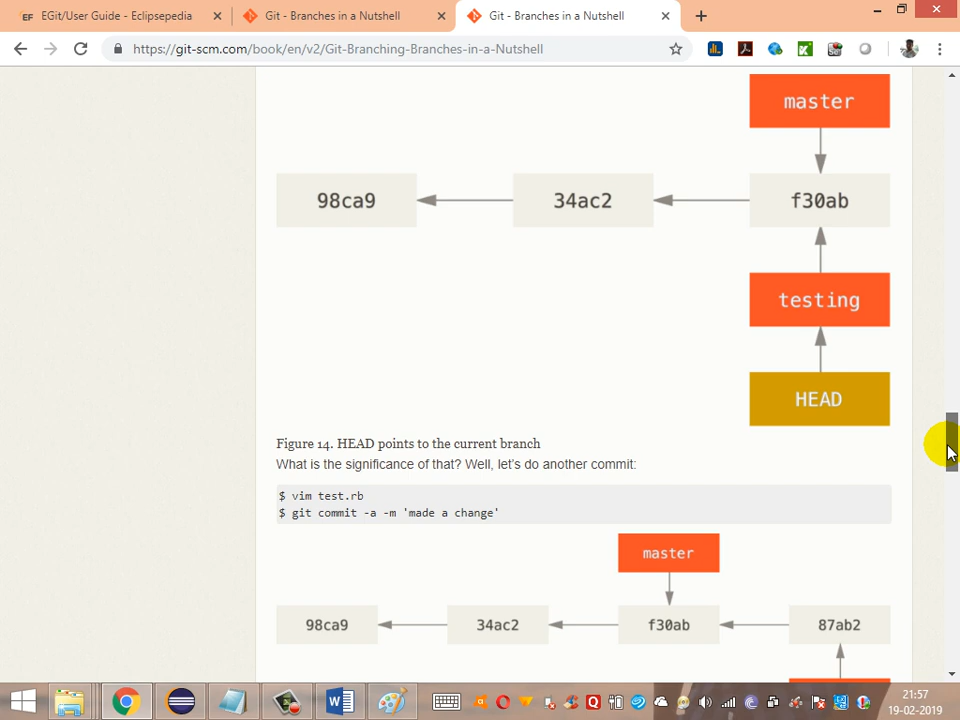 EGit/User Guide - Eclipsepedia
Git - Branches in a Nutshell
Git - Branches in a Nutshell
https://git-scm.com/book/en/v2/Git-Branching-Branches-in-a-Nutshell
master
98ca9
34ac2
f30ab
testing
HEAD
Figure 14. HEAD points to the current branch
What is the significance of that? Well, let's do another commit:
$ vim test.rb
$ git commit -a -m 'made a change'
master
98ca9
34ac2
f30ab
87ab2
21:57
19-02-2019